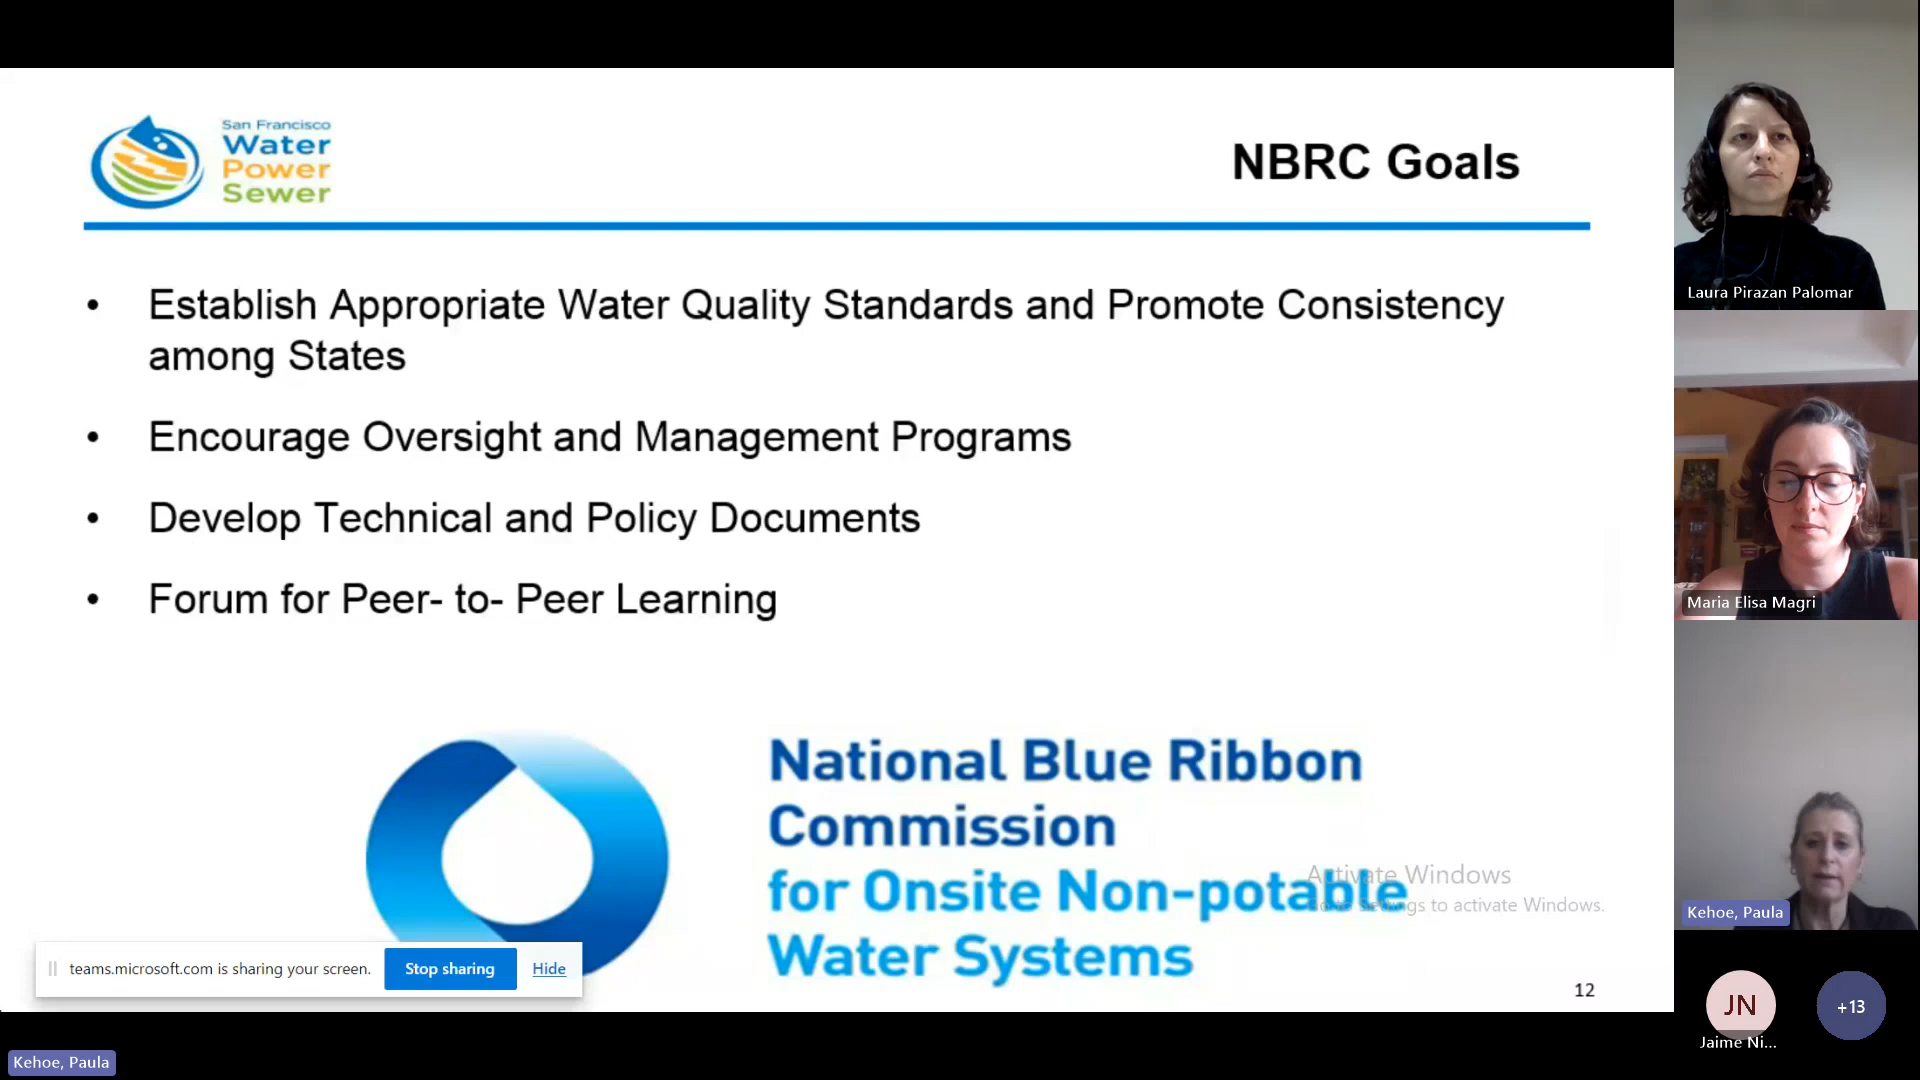 San Francisco
Water
Power
Sewer
NBRC Goals
• Establish Appropriate Water Quality Standards and Promote Consistency
among States
• Encourage Oversight and Management Programs
• Develop Technical and Policy Documents
• Forum for Peer- to- Peer Learning
National Blue Ribbon
Commission
for Onsite Non-potable
Water Systems
Activate Windows
Go to Settings to activate Windows.
teams.microsoft.com is sharing your screen.
Stop sharing
Hide
12
Kehoe, Paula
Laura Pirazan Palomar
Maria Elisa Magri
Kehoe, Paula
JN
Jaime Ni...
+13